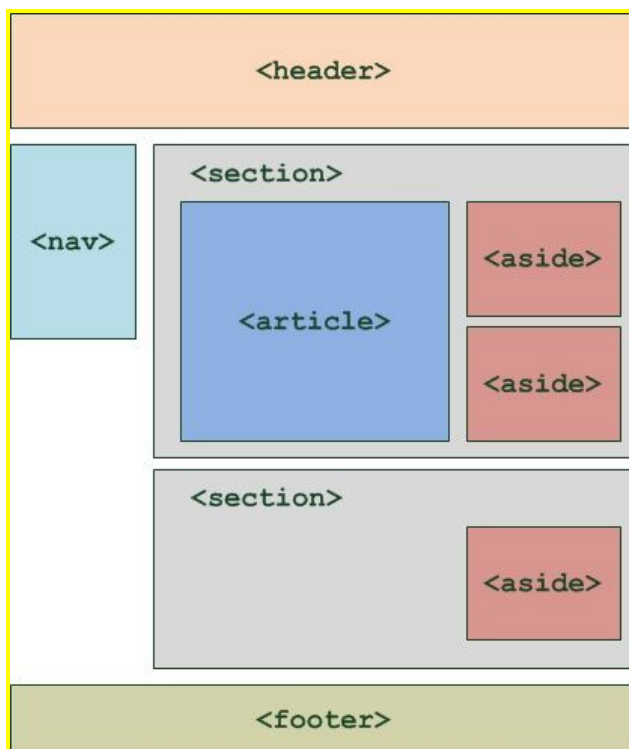 <header>
<nav>
<section>
<article>
<aside>
<aside>
<section>
<aside>
<footer>